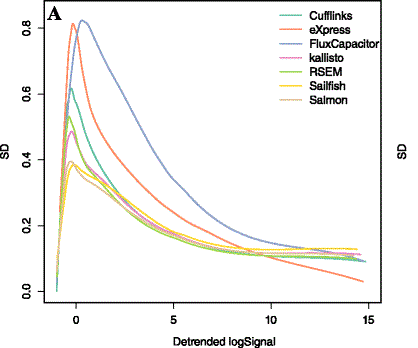 A
Cufflinks
eXpress
FluxCapacitor
kallisto
RSEM
Sailfish
Salmon
SD
0.8
0.6
0.4
0.2
0.0
0
5
10
15
Detrended logSignal
SD